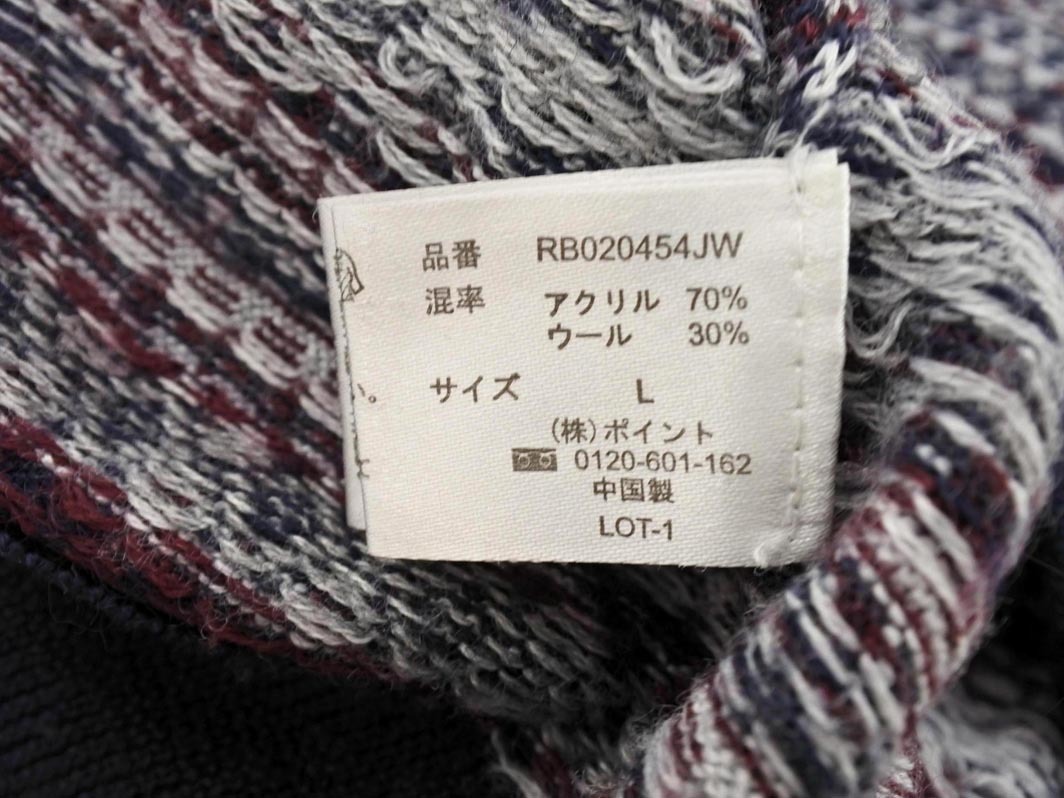 品番 RB020454JW
混率 アクリル 70%
ウール 30%
サイズ L
(株)ポイント
0120-601-162
中国製
LOT-1
い。